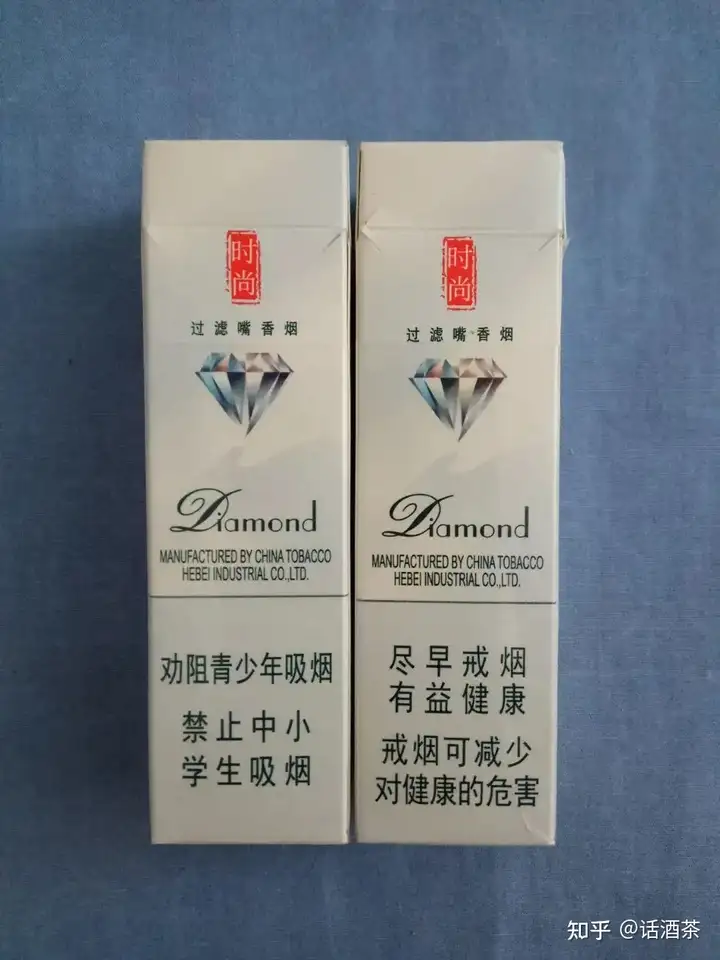 时
尚
过滤嘴香烟
Diamond
MANUFACTURED BY CHINA TOBACCO
HEBEI INDUSTRIAL CO.,LTD.
劝阻青少年吸烟
禁止中小
学生吸烟
时
尚
过滤嘴香烟
Diamond
MANUFACTURED BY CHINA TOBACCO
HEBEI INDUSTRIAL CO.,LTD.
尽早戒烟
有益健康
戒烟可减少
对健康的危害
知乎 @话酒茶